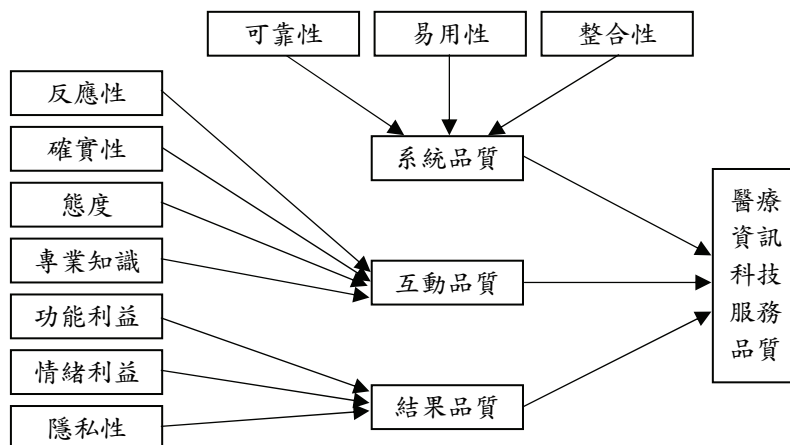 可靠性
易用性
整合性
反應性
確實性
態度
專業知識
功能利益
情緒利益
隱私性
系統品質
互動品質
結果品質
醫療
資訊
科技
服務
品質